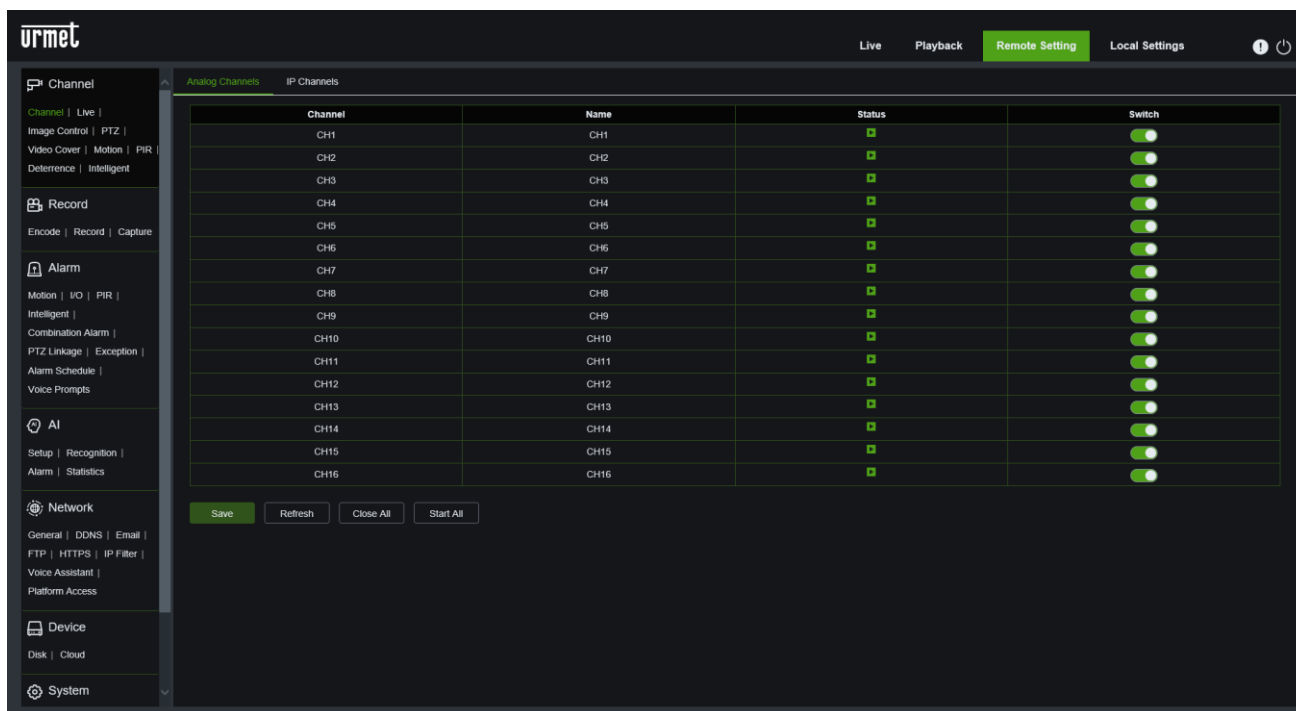 urmet
Live Playback Remote Setting Local Settings
Channel
Channel | Live |
Image Control | PTZ |
Video Cover | Motion | PIR |
Deterrence | Intelligent
Record
Encode | Record | Capture
Alarm
Motion | I/O | PIR |
Intelligent |
Combination Alarm |
PTZ Linkage | Exception |
Alarm Schedule |
Voice Prompts
AI
Setup | Recognition |
Alarm | Statistics
Network
General | DDNS | Email |
FTP | HTTPS | IP Filter |
Voice Assistant |
Platform Access
Device
Disk | Cloud
System
Analog Channels IP Channels
Channel Name Status Switch
CH1 CH1
CH2 CH2
CH3 CH3
CH4 CH4
CH5 CH5
CH6 CH6
CH7 CH7
CH8 CH8
CH9 CH9
CH10 CH10
CH11 CH11
CH12 CH12
CH13 CH13
CH14 CH14
CH15 CH15
CH16 CH16
Save Refresh Close All Start All